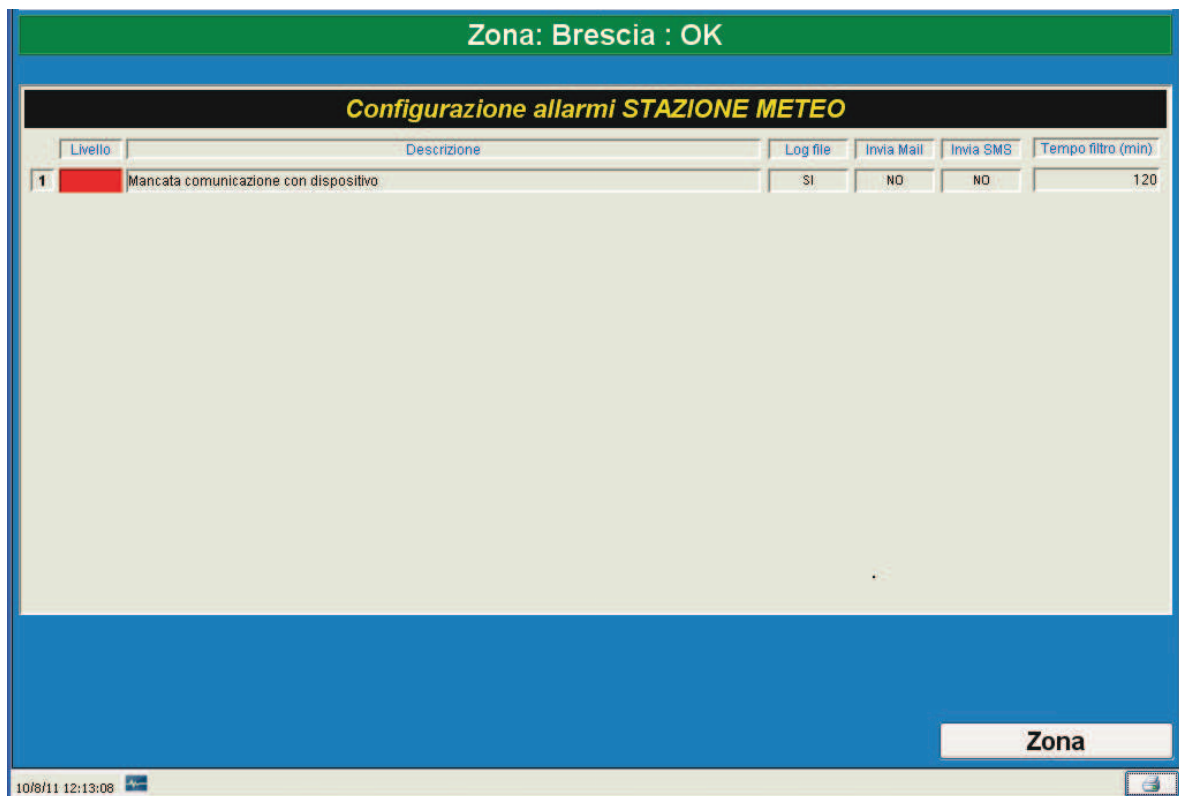 Zona: Brescia : OK
Configurazione allarmi STAZIONE METEO
Livello Descrizione Log file Invia Mail Invia SMS Tempo filtro (min)
1 Mancata comunicazione con dispositivo SI NO NO 120
Zona
10/8/11 12:13:08